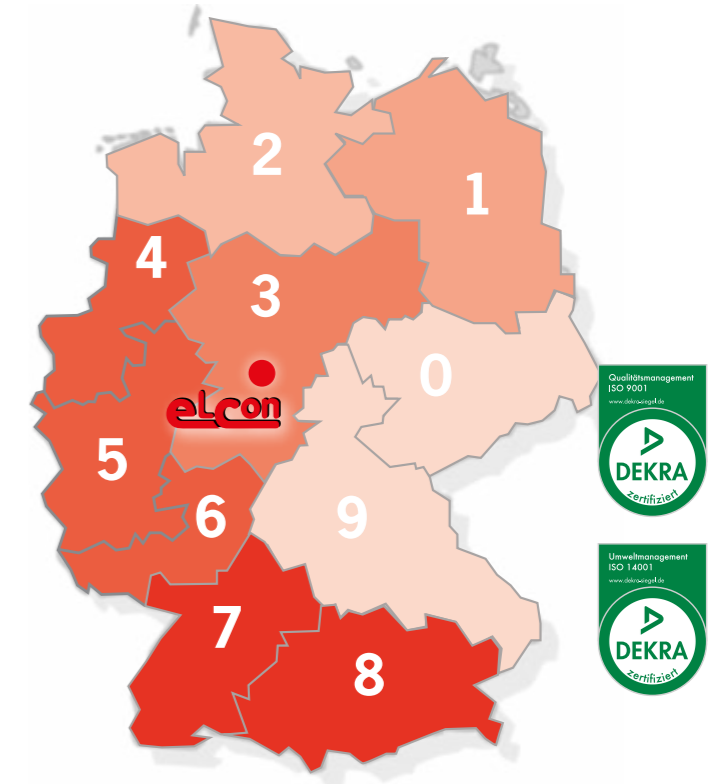 2
1
4
3
0
elcon
Qualitätsmanagement
ISO 9001
www.dekra-siegel.de
DEKRA
zertifiziert
5
6
9
Umweltmanagement
ISO 14001
www.dekra-siegel.de
DEKRA
zertifiziert
7
8